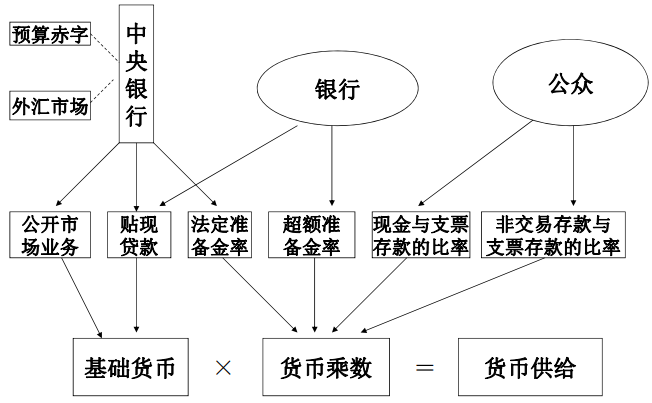 预算赤字
外汇市场
中
央
银
行
银行
公众
公开市
场业务
贴现
贷款
法定准
备金率
超额准
备金率
现金与支票
存款的比率
非交易存款与
支票存款的比率
基础货币 × 货币乘数 = 货币供给